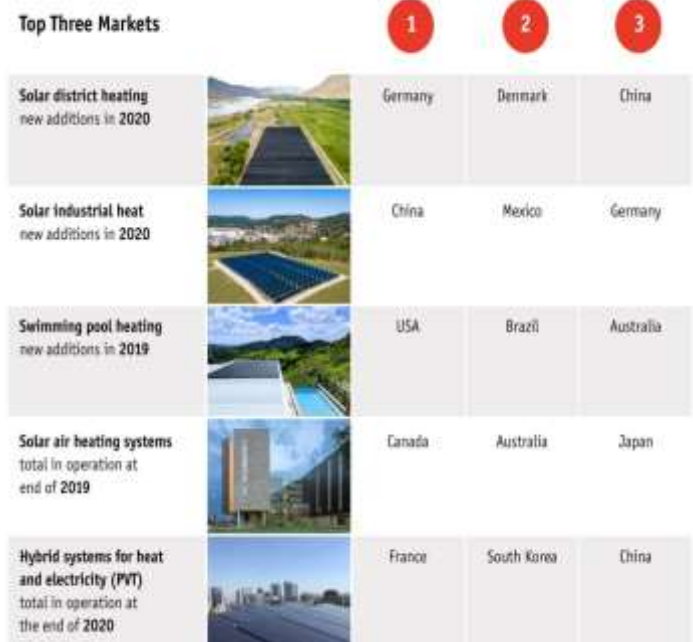 Top Three Markets 1 2 3
Solar district heating Germany Denmark China
new additions in 2020
Solar industrial heat China Mexico Germany
new additions in 2020
Swimming pool heating USA Brazil Australia
new additions in 2019
Solar air heating systems Canada Australia Japan
total in operation at
end of 2019
Hybrid systems for heat France South Korea China
and electricity (PVT)
total in operation at
the end of 2020